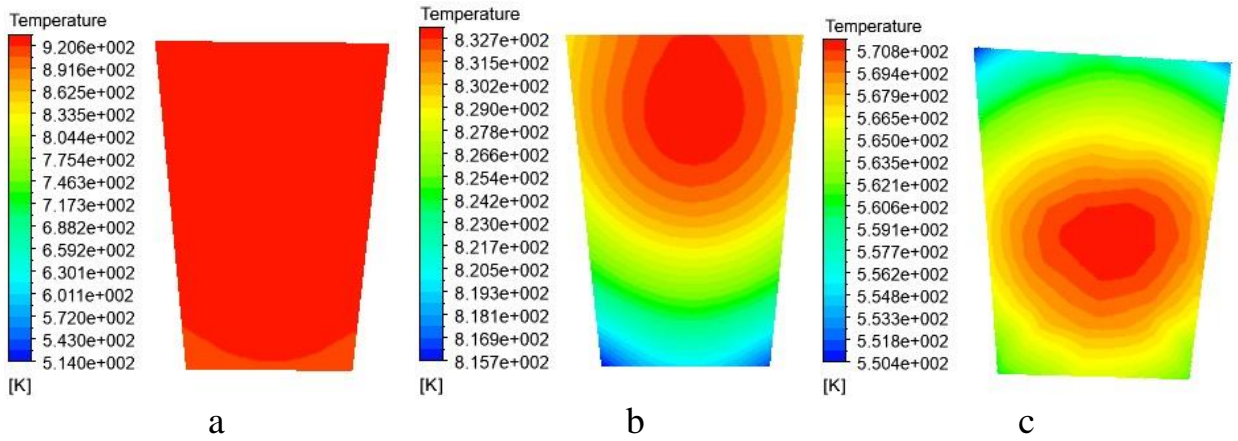 Temperature
9.206e+002
8.916e+002
8.625e+002
8.335e+002
8.044e+002
7.754e+002
7.463e+002
7.173e+002
6.882e+002
6.592e+002
6.301e+002
6.011e+002
5.720e+002
5.430e+002
5.140e+002
[K]
a
Temperature
8.327e+002
8.315e+002
8.302e+002
8.290e+002
8.278e+002
8.266e+002
8.254e+002
8.242e+002
8.230e+002
8.217e+002
8.205e+002
8.193e+002
8.181e+002
8.169e+002
8.157e+002
[K]
b
Temperature
5.708e+002
5.694e+002
5.679e+002
5.665e+002
5.650e+002
5.635e+002
5.621e+002
5.606e+002
5.591e+002
5.577e+002
5.562e+002
5.548e+002
5.533e+002
5.518e+002
5.504e+002
[K]
c